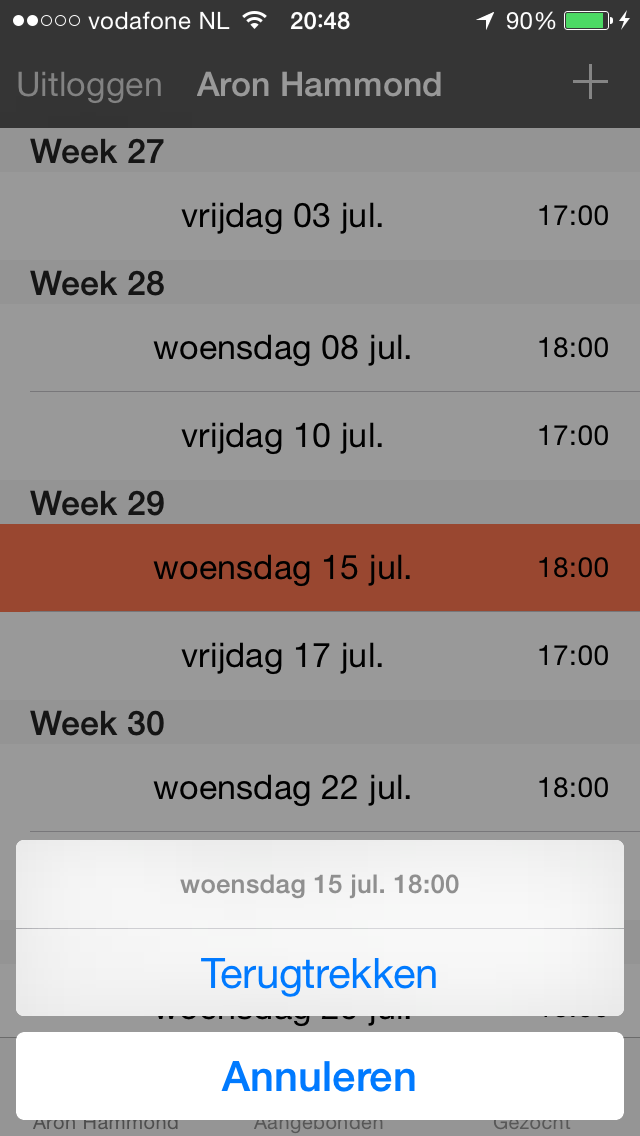 vodafone NL 20:48 90%
Uitloggen Aron Hammond
Week 27
vrijdag 03 jul. 17:00
Week 28
woensdag 08 jul. 18:00
vrijdag 10 jul. 17:00
Week 29
woensdag 15 jul. 18:00
vrijdag 17 jul. 17:00
Week 30
woensdag 22 jul. 18:00
woensdag 15 jul. 18:00
Terugtrekken
Annuleren
Aron Hammond Aangebonden Gezocht